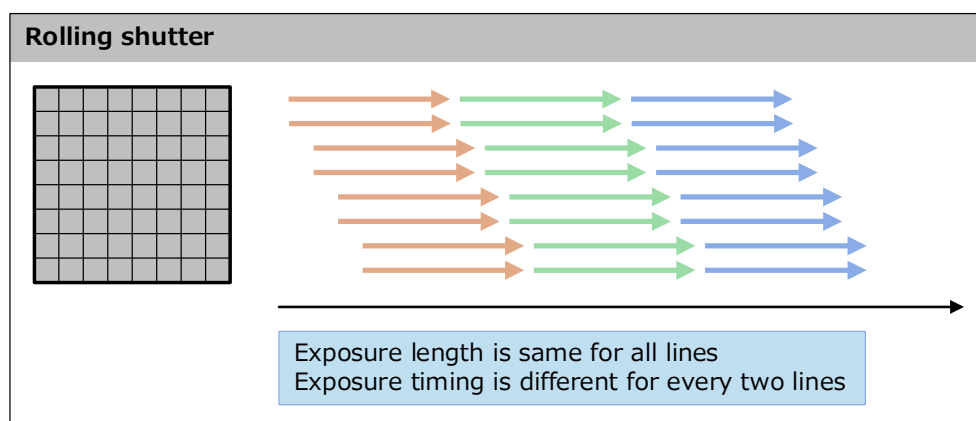 Rolling shutter
Exposure length is same for all lines
Exposure timing is different for every two lines